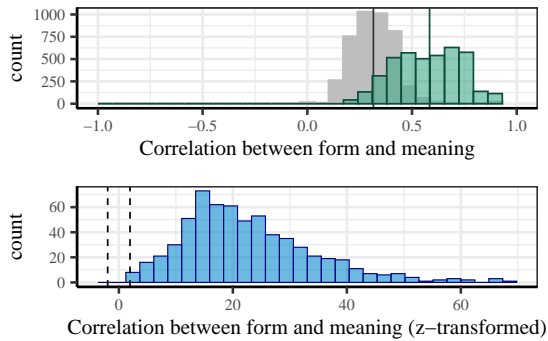 1000
750
500
250
0
count
−1.0 −0.5 0.0 0.5 1.0
Correlation between form and meaning
60
40
20
0
count
0 20 40 60
Correlation between form and meaning (z−transformed)